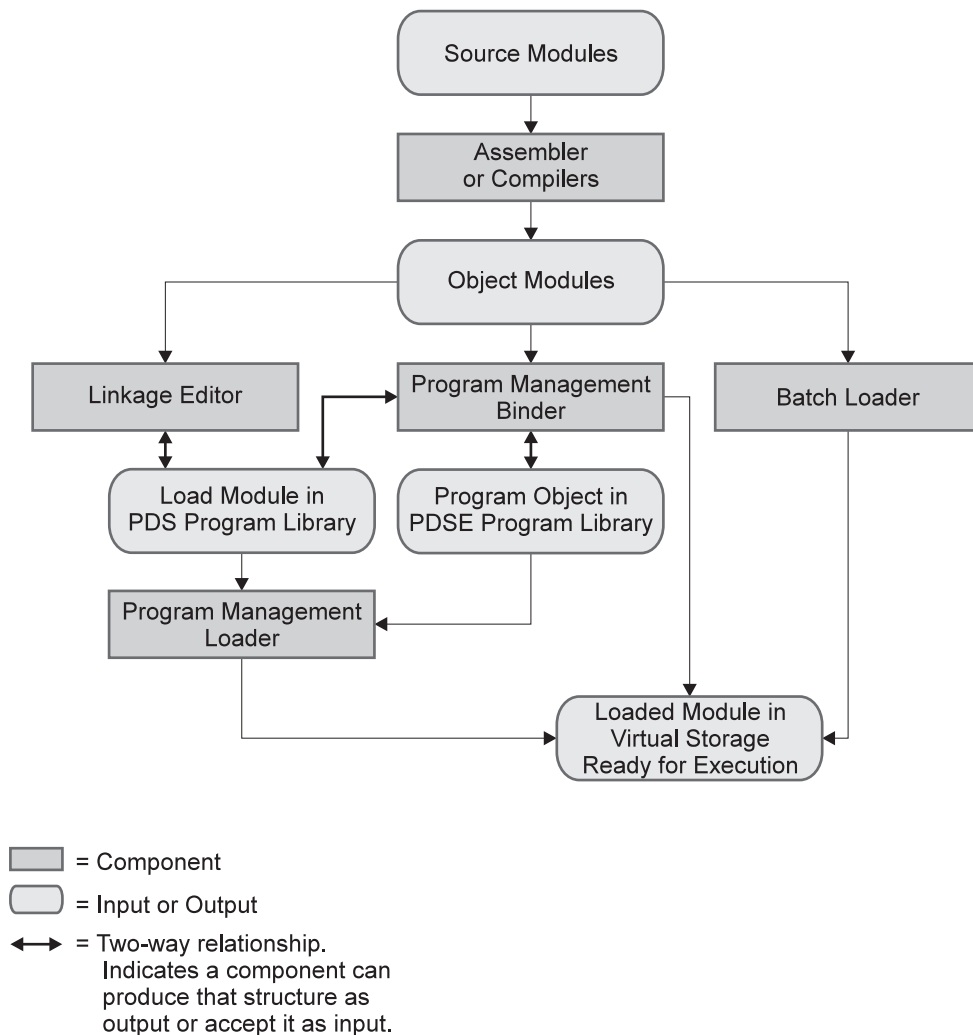 Source Modules
Assembler
or Compilers
Object Modules
Linkage Editor
Program Management
Binder
Batch Loader
Load Module in
PDS Program Library
Program Object in
PDSE Program Library
Program Management
Loader
Loaded Module in
Virtual Storage
Ready for Execution
= Component
= Input or Output
= Two-way relationship.
Indicates a component can
produce that structure as
output or accept it as input.